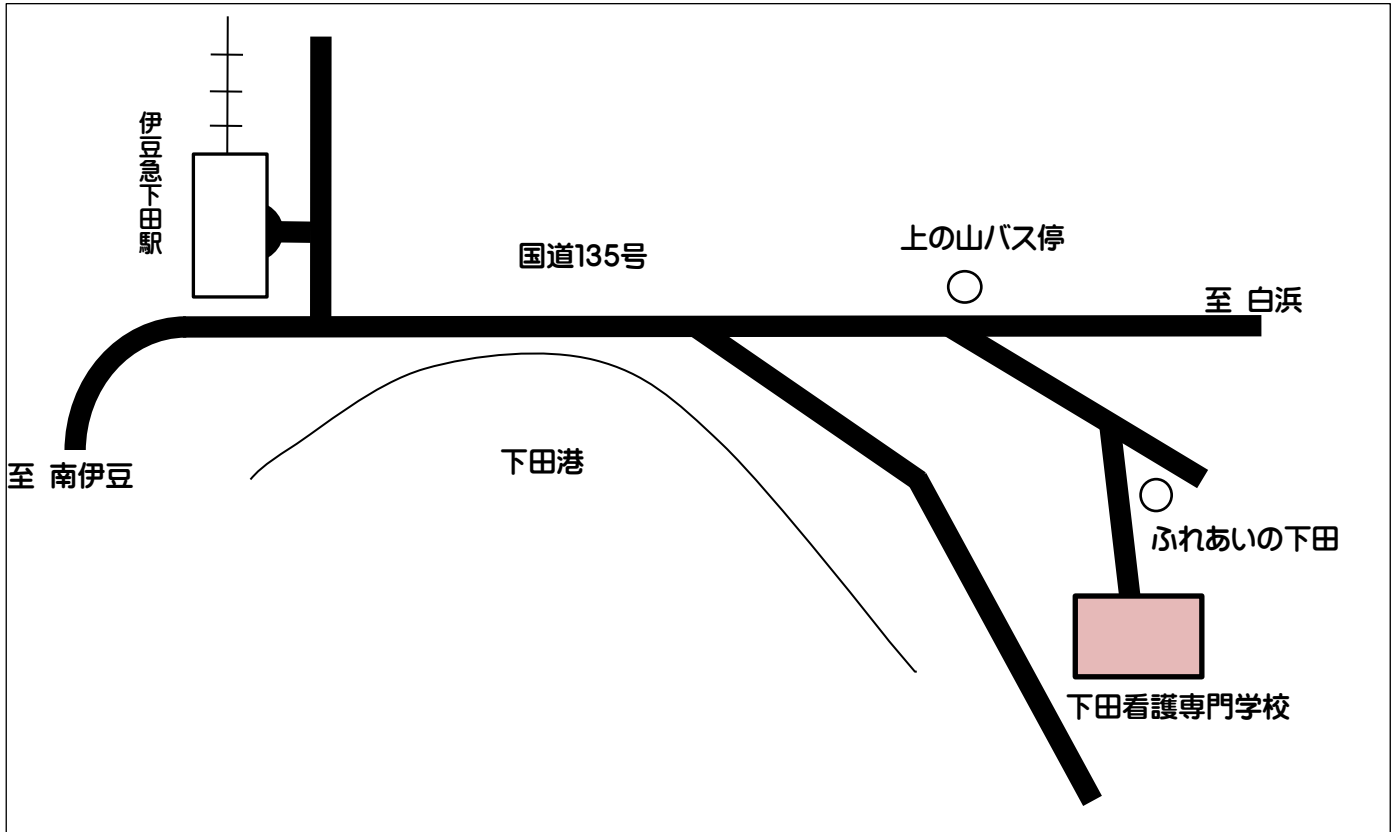 伊豆急下田駅
国道135号
上の山バス停
至 白浜
下田港
至 南伊豆
ふれあいの下田
下田看護専門学校